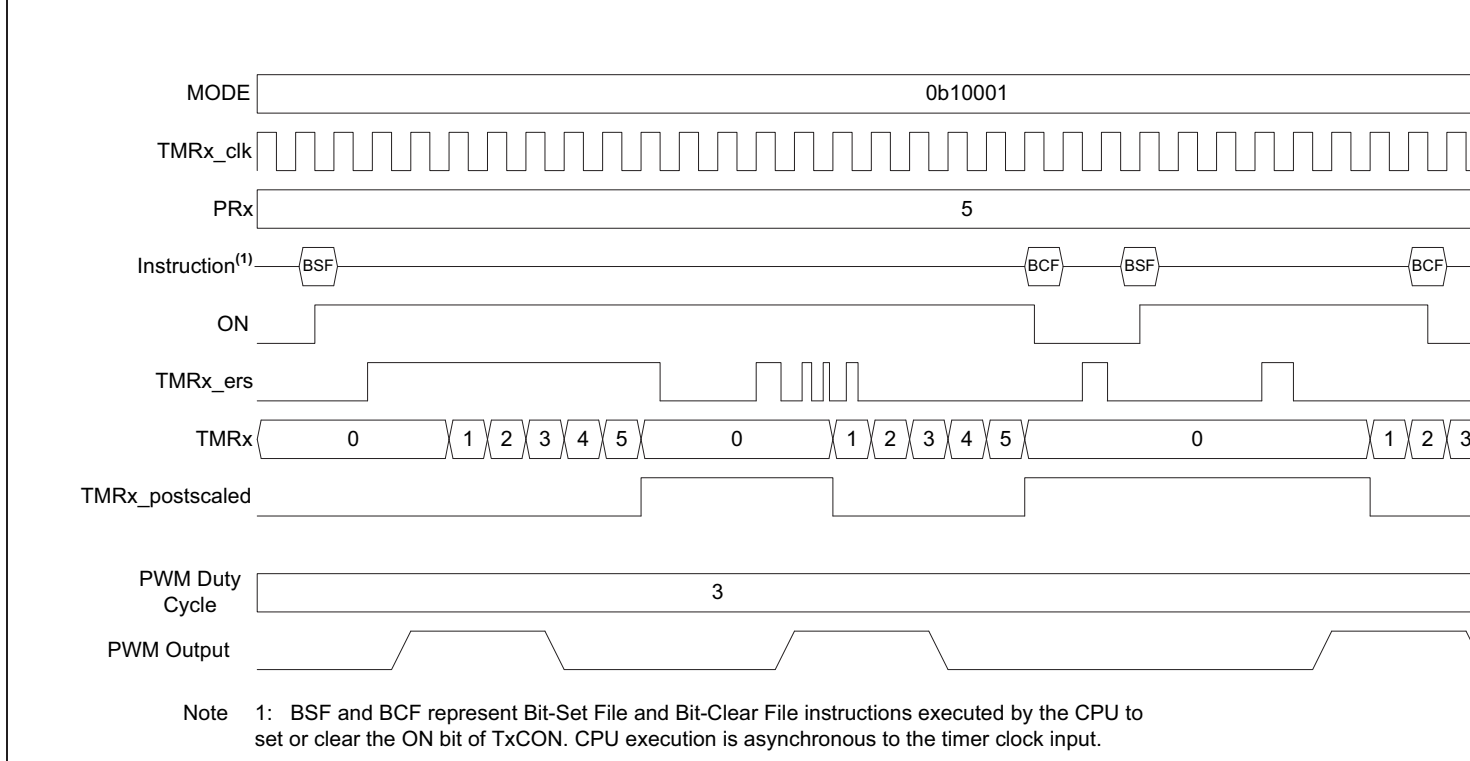 MODE 0b10001
TMRx_clk
PRx 5
Instruction(1) BSF BCF BSF BCF
ON
TMRx_ers
TMRx 0 1 2 3 4 5 0 1 2 3 4 5 0 1 2 3
TMRx_postscaled
PWM Duty
Cycle 3
PWM Output
Note 1: BSF and BCF represent Bit-Set File and Bit-Clear File instructions executed by the CPU to
set or clear the ON bit of TxCON. CPU execution is asynchronous to the timer clock input.